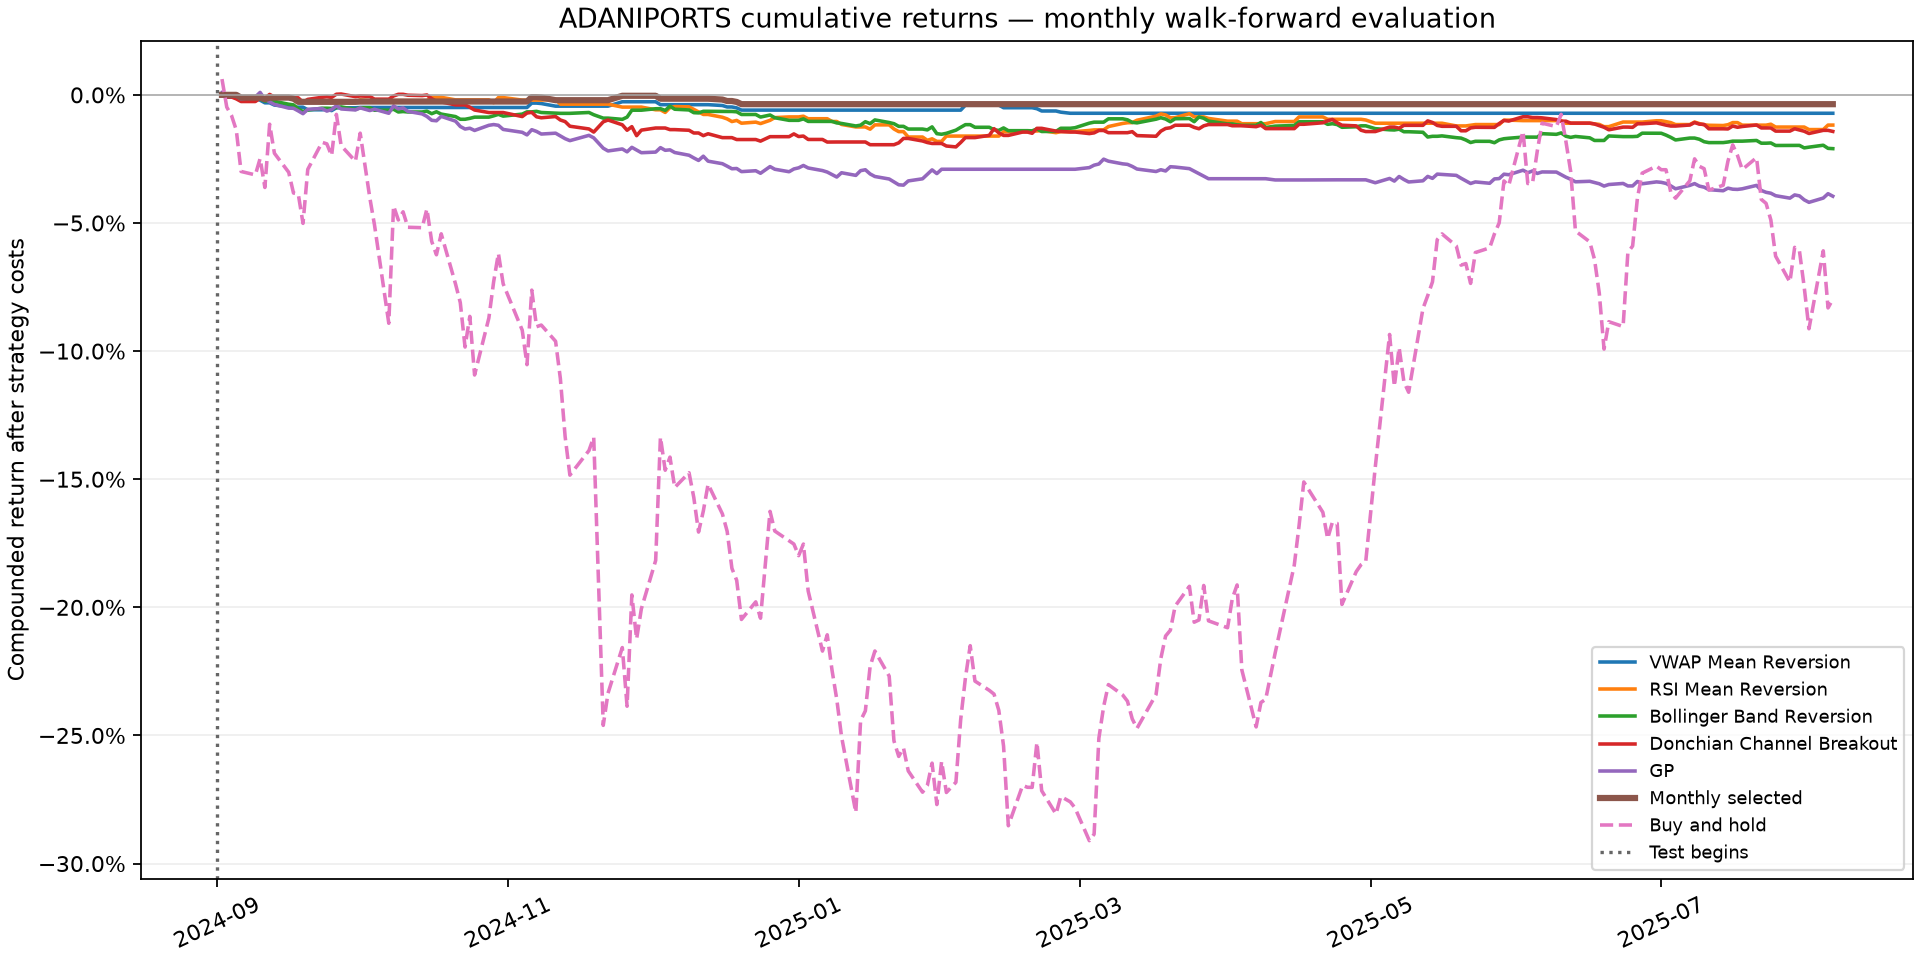 ADANIPORTS cumulative returns — monthly walk-forward evaluation
Compounded return after strategy costs
0.0%
−5.0%
−10.0%
−15.0%
−20.0%
−25.0%
−30.0%
2024-09
2024-11
2025-01
2025-03
2025-05
2025-07
VWAP Mean Reversion
RSI Mean Reversion
Bollinger Band Reversion
Donchian Channel Breakout
GP
Monthly selected
Buy and hold
Test begins